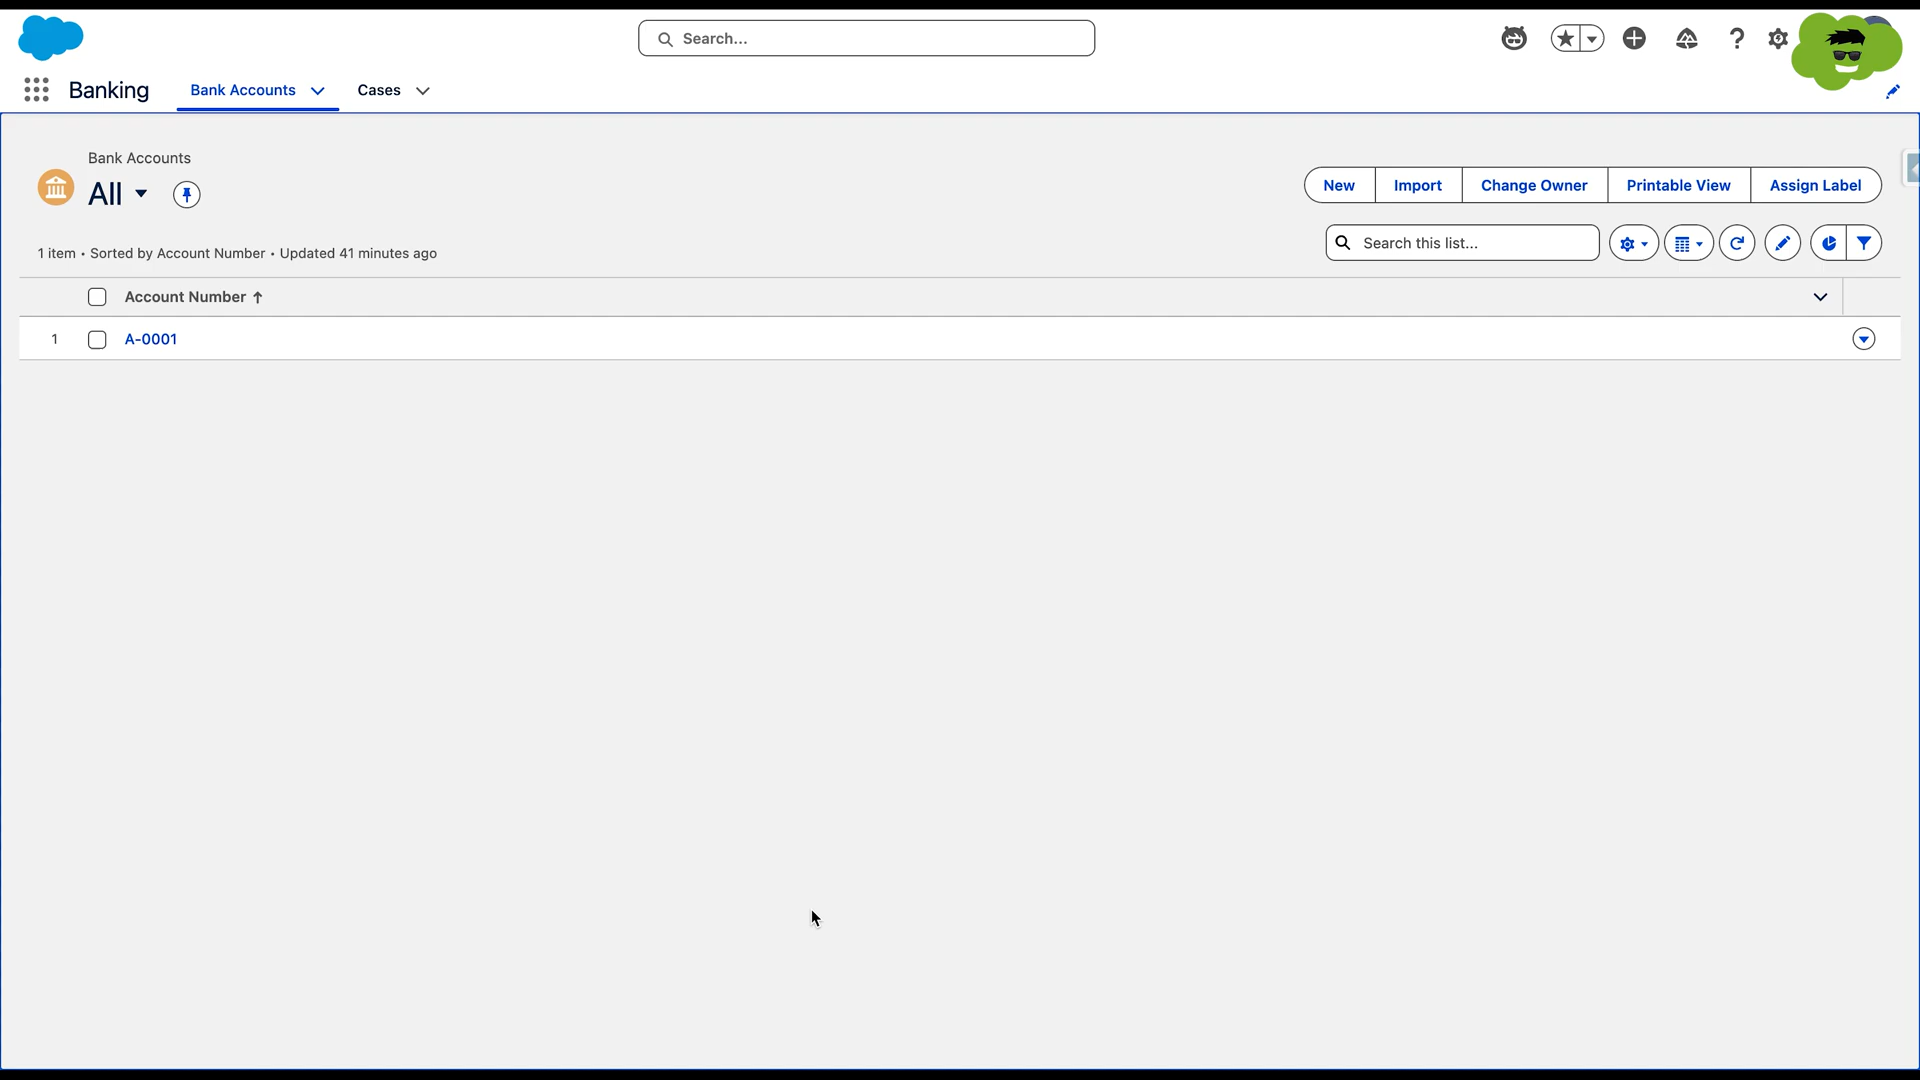 Search...
Banking
Bank Accounts
Cases
Bank Accounts
All
New
Import
Change Owner
Printable View
Assign Label
1 item • Sorted by Account Number • Updated 41 minutes ago
Search this list...
Account Number
1
A-0001